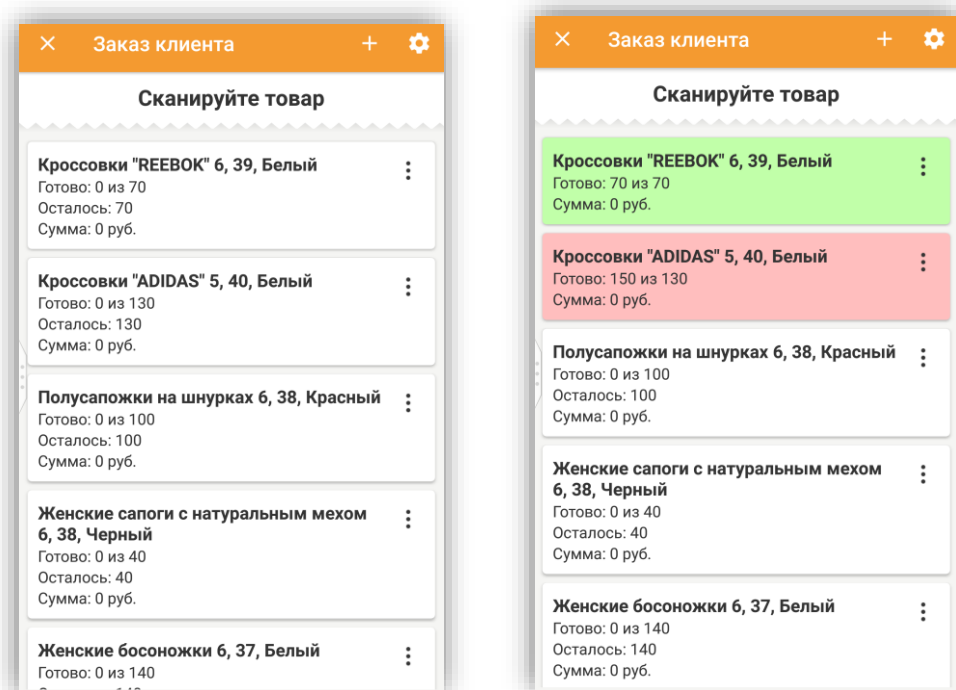 Заказ клиента
Сканируйте товар
Кроссовки "REEBOK" 6, 39, Белый
Готово: 0 из 70
Осталось: 70
Сумма: 0 руб.
Кроссовки "ADIDAS" 5, 40, Белый
Готово: 0 из 130
Осталось: 130
Сумма: 0 руб.
Полусапожки на шнурках 6, 38, Красный
Готово: 0 из 100
Осталось: 100
Сумма: 0 руб.
Женские сапоги с натуральным мехом
6, 38, Черный
Готово: 0 из 40
Осталось: 40
Сумма: 0 руб.
Женские босоножки 6, 37, Белый
Готово: 0 из 140
Заказ клиента
Сканируйте товар
Кроссовки "REEBOK" 6, 39, Белый
Готово: 70 из 70
Сумма: 0 руб.
Кроссовки "ADIDAS" 5, 40, Белый
Готово: 150 из 130
Сумма: 0 руб.
Полусапожки на шнурках 6, 38, Красный
Готово: 0 из 100
Осталось: 100
Сумма: 0 руб.
Женские сапоги с натуральным мехом
6, 38, Черный
Готово: 0 из 40
Осталось: 40
Сумма: 0 руб.
Женские босоножки 6, 37, Белый
Готово: 0 из 140
Осталось: 140
Сумма: 0 руб.